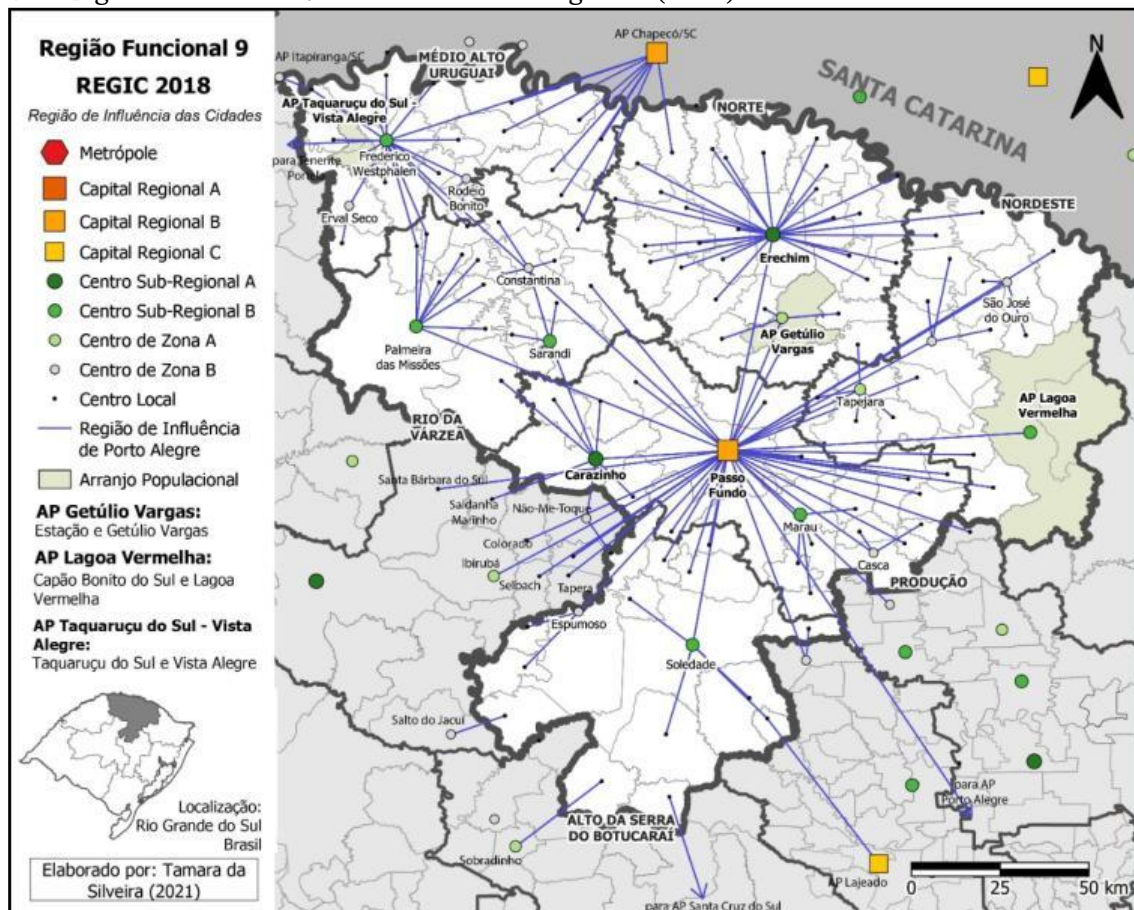 Região Funcional 9
REGIC 2018
Região de Influência das Cidades
Metrópole
Capital Regional A
Capital Regional B
Capital Regional C
Centro Sub-Regional A
Centro Sub-Regional B
Centro de Zona A
Centro de Zona B
Centro Local
Região de Influência
de Porto Alegre
Arranjo Populacional
AP Getúlio Vargas:
Estação e Getúlio Vargas
AP Lagoa Vermelha:
Capão Bonito do Sul e Lagoa
Vermelha
AP Taquaruçu do Sul - Vista
Alegre:
Taquaruçu do Sul e Vista Alegre
Localização:
Rio Grande do Sul
Brasil
Elaborado por: Tamara da
Silveira (2021)
AP Chapecó/SC
AP Itapiranga/SC
MÉDIO ALTO
URUGUAI
N
SANTA CATARINA
NORTE
AP Taquaruçu do Sul -
Vista Alegre
para Tenente
Portela
Frederico
Westphalen
Rodeio
Bonito
Erval Seco
NORDESTE
Erechim
Constantina
São José
do Ouro
AP Getúlio
Vargas
Palmeira
das Missões
Sarandi
Tapejara
AP Lagoa
Vermelha
RIO DA
VÁRZEA
Carazinho
Passo
Fundo
Santa Bárbara do Sul
Saldanha
Marinho
Não-Me-Toque
Marau
Colorado
Ibirubá
Selbach
Tapera
Casca
PRODUÇÃO
Espumoso
Soledade
Salto do Jacuí
para AP
Porto Alegre
ALTO DA SERRA
DO BOTUCARAÍ
Sobradinho
AP Lajeado
para AP Santa Cruz do Sul
0 25 50 km